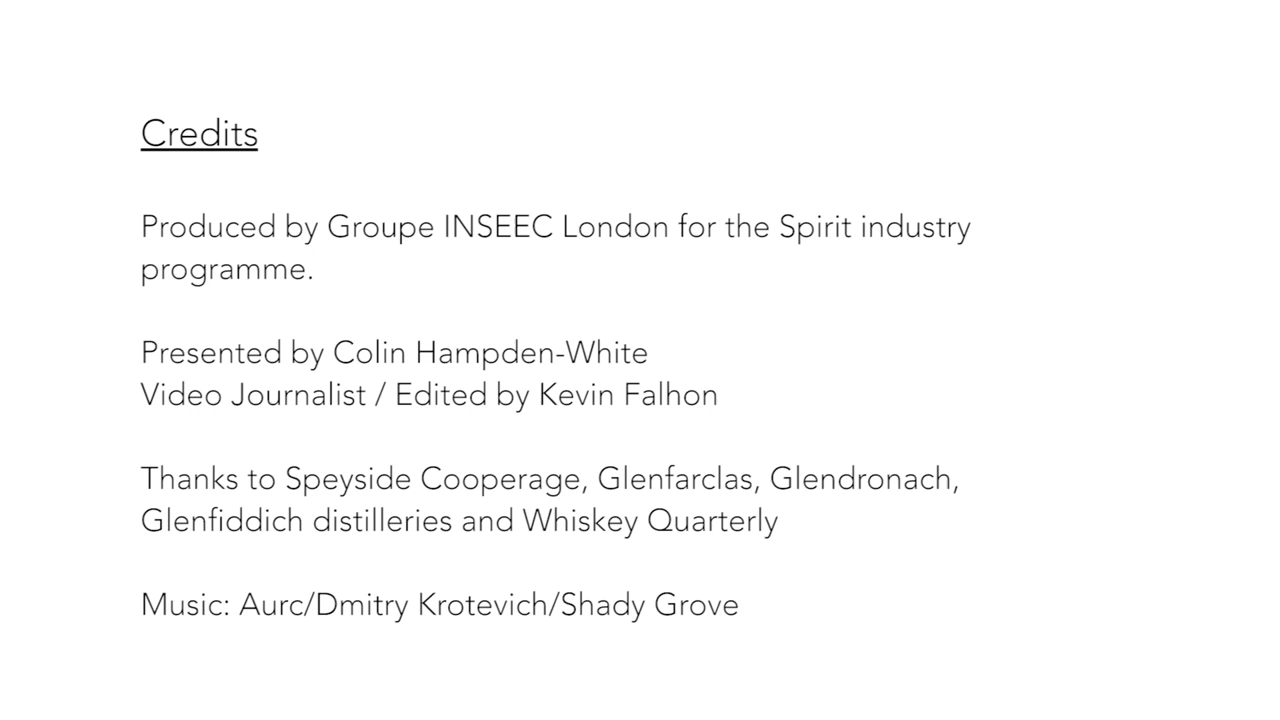 Credits
Produced by Groupe INSEEC London for the Spirit industry
programme.
Presented by Colin Hampden-White
Video Journalist / Edited by Kevin Falhon
Thanks to Speyside Cooperage, Glenfarclas, Glendronach,
Glenfiddich distilleries and Whiskey Quarterly
Music: Aurc/Dmitry Krotevich/Shady Grove